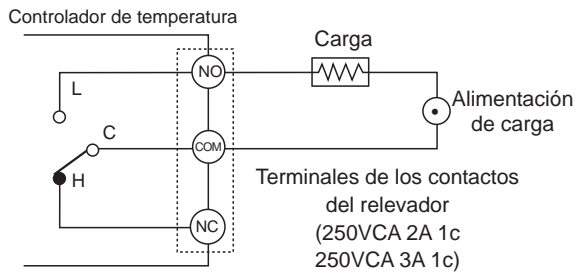 Controlador de temperatura
Carga
NO
L
Alimentación
de carga
C
COM
H
Terminales de los contactos
del relevador
(250VCA 2A 1c
250VCA 3A 1c)
NC